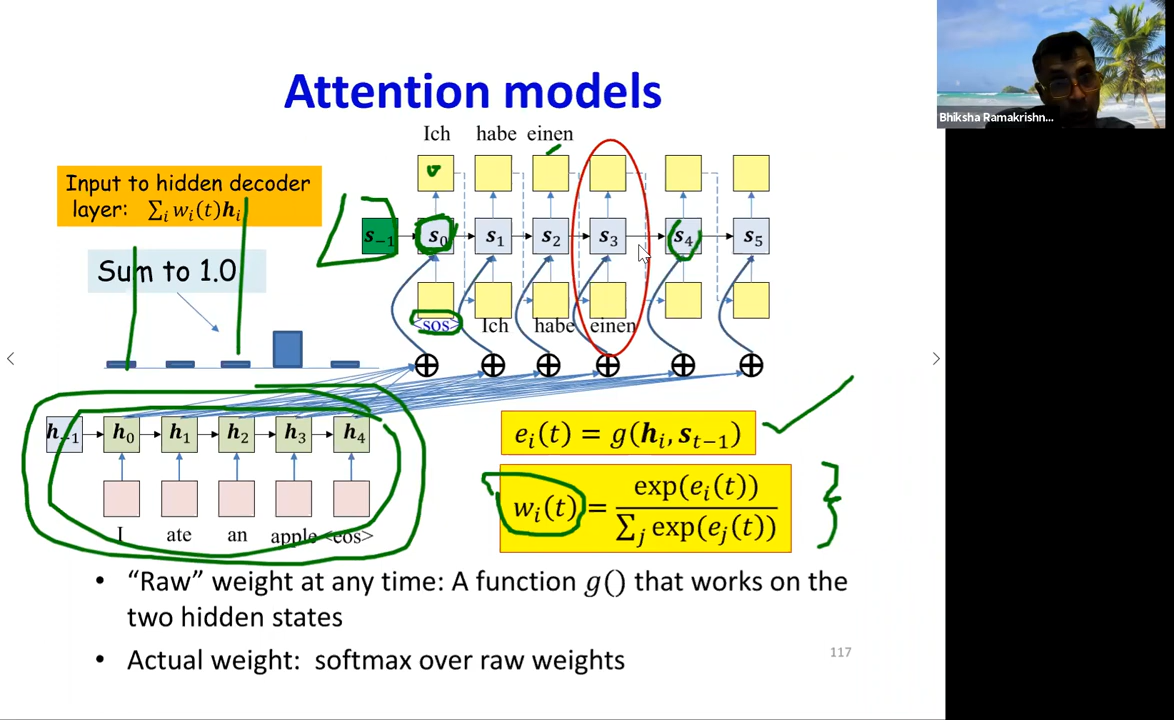 Attention models
Bhiksha Ramakrishn...
Ich habe einen
Input to hidden decoder
layer: ∑ᵢ wᵢ(t)hᵢ
s₋₁ s₀ s₁ s₂ s₃ s₄ s₅
Sum to 1.0
<sos> Ich habe einen
h₋₁ h₀ h₁ h₂ h₃ h₄
eᵢ(t) = g(hᵢ, sₜ₋₁)
wᵢ(t) = exp(eᵢ(t)) / ∑ⱼ exp(eⱼ(t))
I ate an apple <eos>
• “Raw” weight at any time: A function g() that works on the
two hidden states
• Actual weight: softmax over raw weights
117